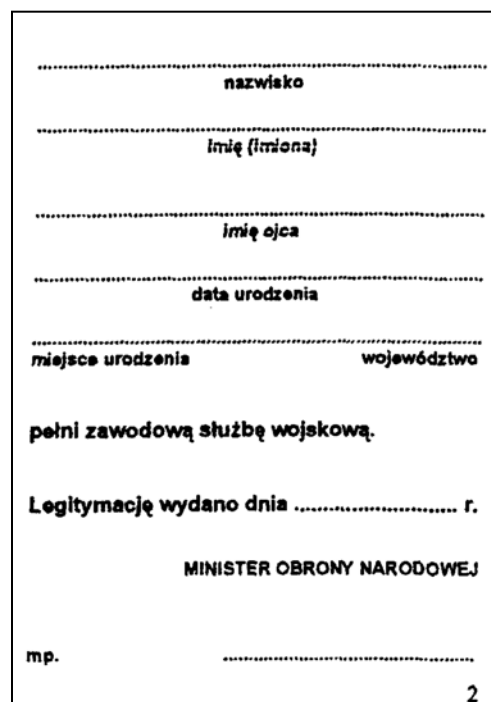 ........................................................................
nazwisko
........................................................................
imię (imiona)
........................................................................
imię ojca
........................................................................
data urodzenia
........................................................................
miejsce urodzenia województwo
pełni zawodową służbę wojskową.
Legitymację wydano dnia ........................... r.
MINISTER OBRONY NARODOWEJ
mp. ..........................................
2